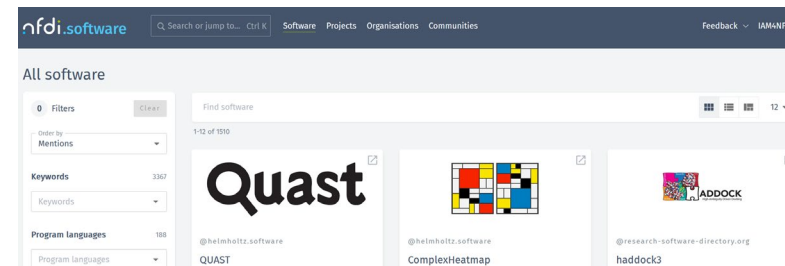 nfdi.software
Search or jump to... Ctrl K
Software Projects Organisations Communities
Feedback
IAM4NF
All software
0 Filters
Clear
Order by
Mentions
Keywords 3367
Keywords
Program languages 188
Program languages
Find software
12
1-12 of 1510
Quast
ADDOCK
@helmholtz.software
QUAST
@helmholtz.software
ComplexHeatmap
@research-software-directory.org
haddock3